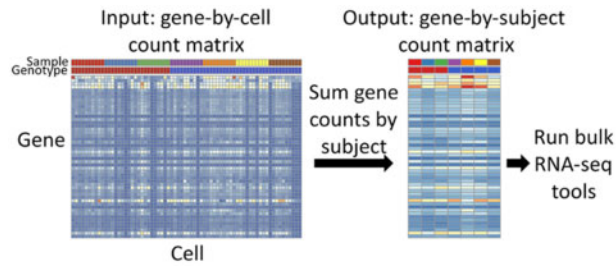 Input: gene-by-cell
count matrix
Output: gene-by-subject
count matrix
Sample
Genotype
Gene
Cell
Sum gene
counts by
subject
Run bulk
RNA-seq
tools